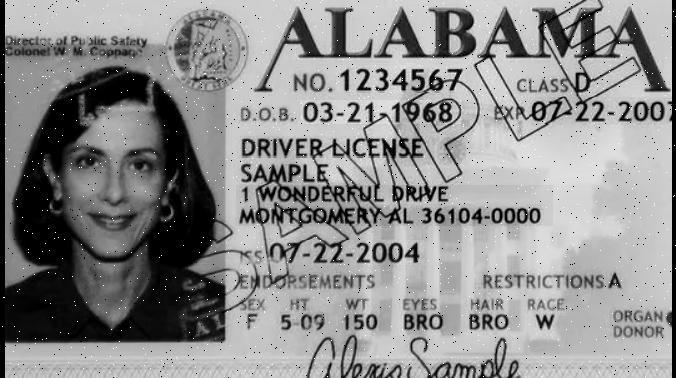 Director of Public Safety
Colonel W. M. Coppage
ALABAMA
NO. 1234567 CLASS D
D.O.B. 03-21-1968 EXP 07-22-2007
DRIVER LICENSE
SAMPLE
1 WONDERFUL DRIVE
MONTGOMERY AL 36104-0000
ISS 07-22-2004
ENDORSEMENTS RESTRICTIONS A
SEX HT WT EYES HAIR RACE
F 5-09 150 BRO BRO W
ORGAN
DONOR
Alexis Sample
SAMPLE